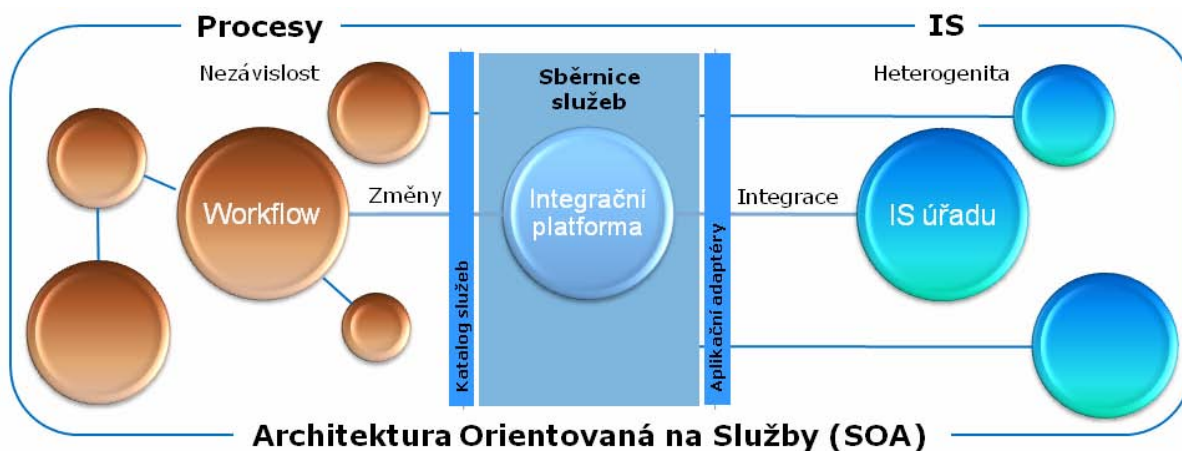 Procesy
IS
Nezávislost
Sběrnice
služeb
Heterogenita
Workflow
Změny
Integrační
platforma
Integrace
IS úřadu
Katalog služeb
Aplikační adaptéry
Architektura Orientovaná na Služby (SOA)